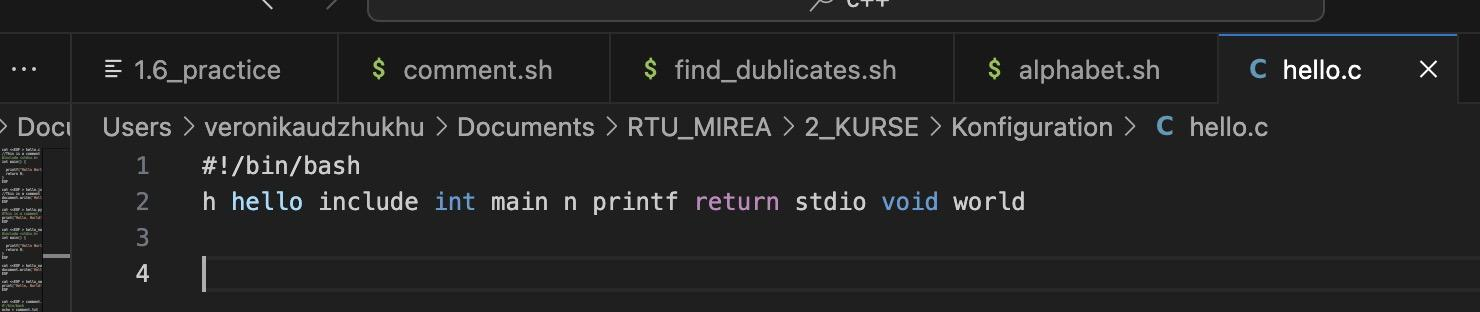 c++
... 1.6_practice $ comment.sh $ find_dublicates.sh $ alphabet.sh C hello.c ×
> Docu Users > veronikaudzhukhu > Documents > RTU_MIREA > 2_KURSE > Konfiguration > C hello.c
1 #!/bin/bash
2 h hello include int main n printf return stdio void world
3
4